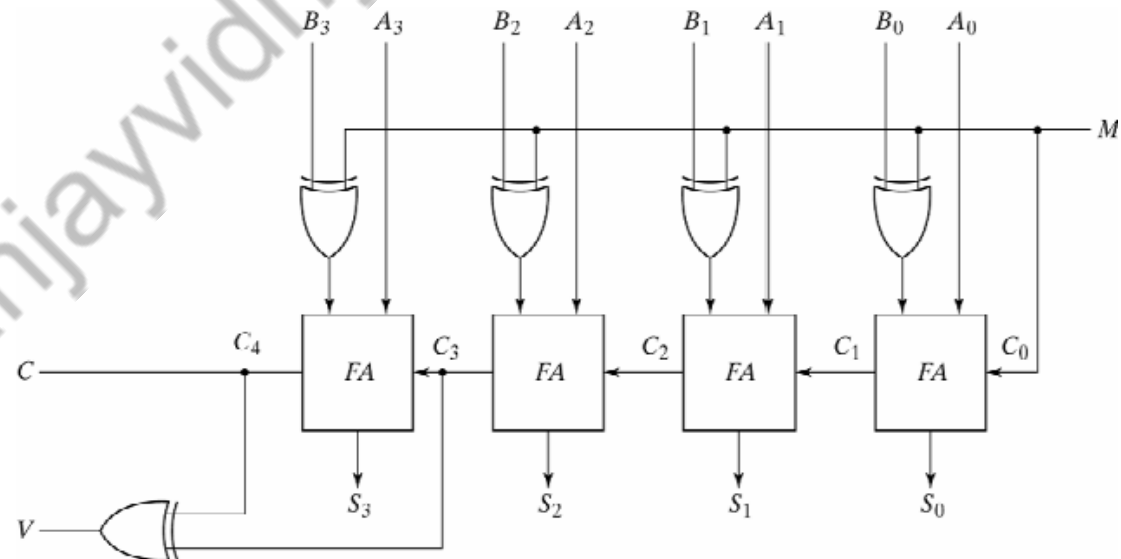 B₃ A₃ B₂ A₂ B₁ A₁ B₀ A₀
M
C C₄ FA C₃ FA C₂ FA C₁ FA C₀
S₃ S₂ S₁ S₀
V